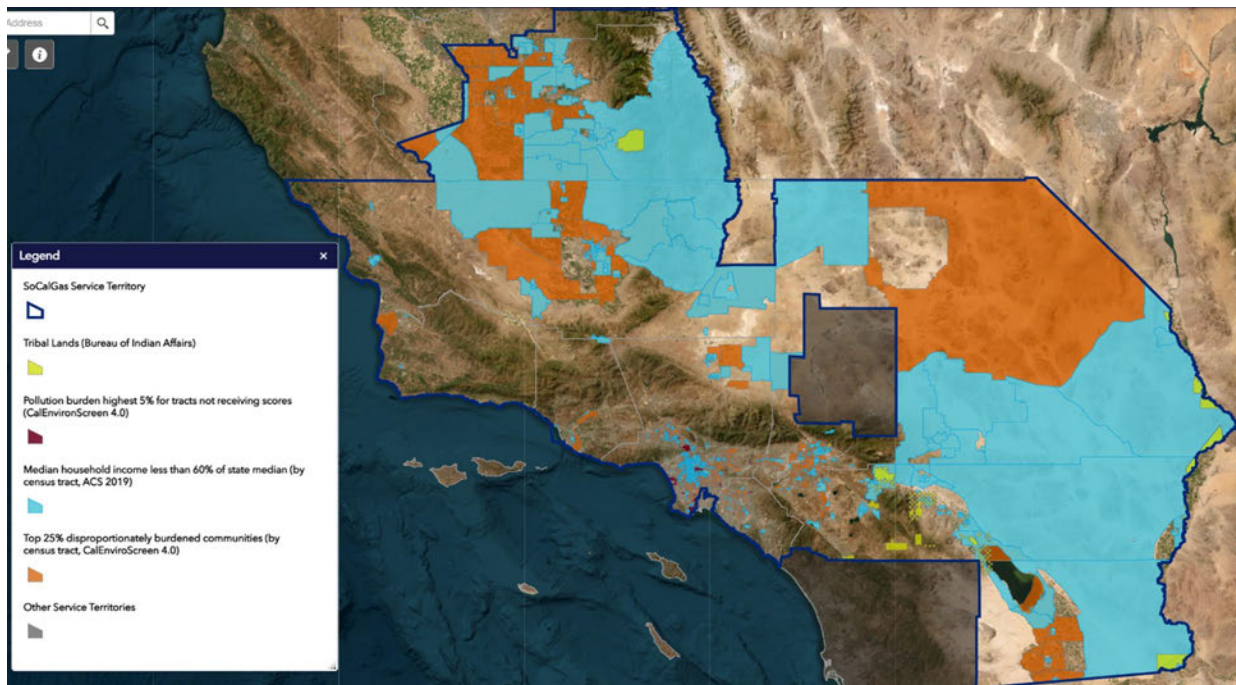 Address
Legend
×
SoCalGas Service Territory
Tribal Lands (Bureau of Indian Affairs)
Pollution burden highest 5% for tracts not receiving scores
(CalEnvironScreen 4.0)
Median household income less than 60% of state median (by
census tract, ACS 2019)
Top 25% disproportionately burdened communities (by
census tract, CalEnviroScreen 4.0)
Other Service Territories